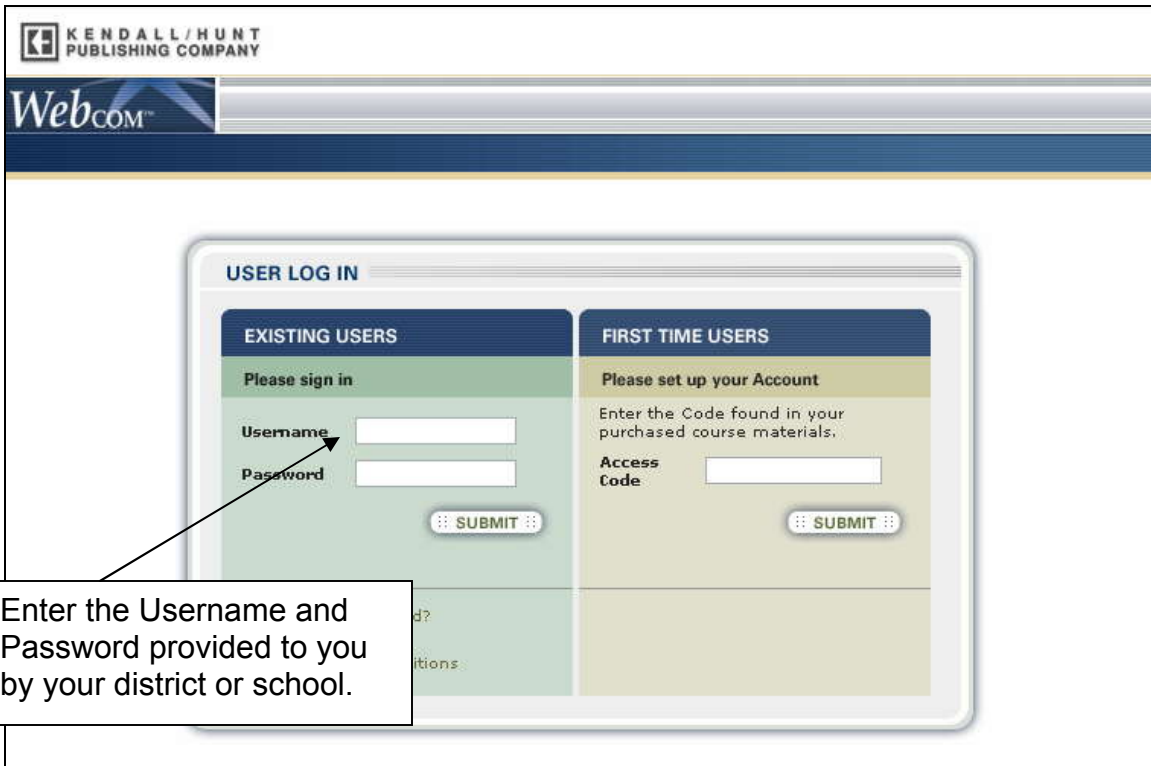 KENDALL/HUNT
PUBLISHING COMPANY
Webcom™
USER LOG IN
EXISTING USERS
Please sign in
Username
Password
SUBMIT
FIRST TIME USERS
Please set up your Account
Enter the Code found in your
purchased course materials.
Access
Code
SUBMIT
d?
itions
Enter the Username and
Password provided to you
by your district or school.